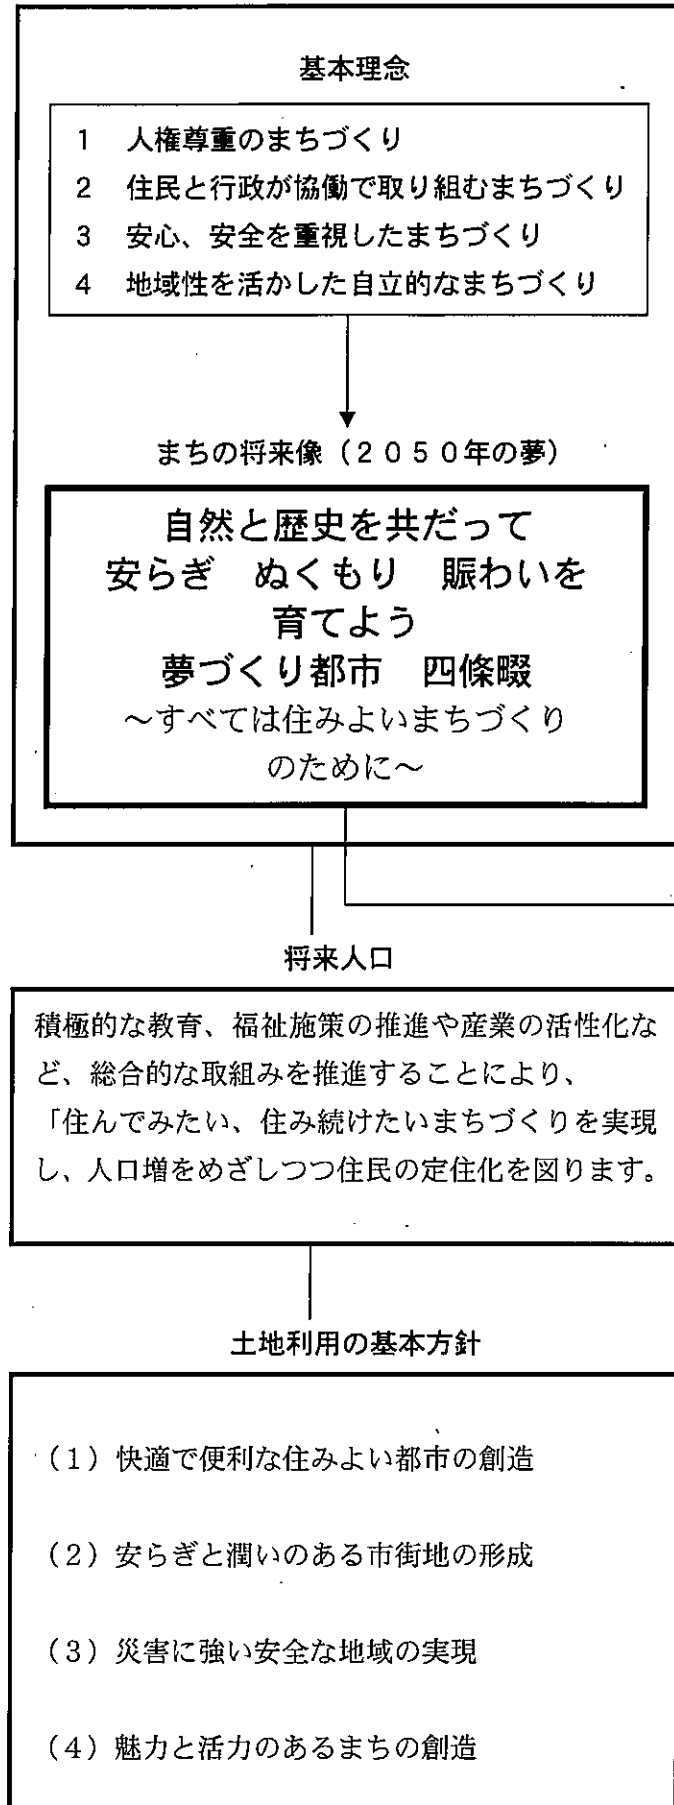 基本理念
1　人権尊重のまちづくり
2　住民と行政が協働で取り組むまちづくり
3　安心、安全を重視したまちづくり
4　地域性を活かした自立的なまちづくり
まちの将来像（２０５０年の夢）
自然と歴史を共だって
安らぎ　ぬくもり　賑わいを
育てよう
夢づくり都市　四條畷
～すべては住みよいまちづくり
のために～
将来人口
積極的な教育、福祉施策の推進や産業の活性化な
ど、総合的な取組みを推進することにより、
「住んでみたい、住み続けたいまちづくりを実現
し、人口増をめざしつつ住民の定住化を図ります。
土地利用の基本方針
（1）快適で便利な住みよい都市の創造
（2）安らぎと潤いのある市街地の形成
（3）災害に強い安全な地域の実現
（4）魅力と活力のあるまちの創造